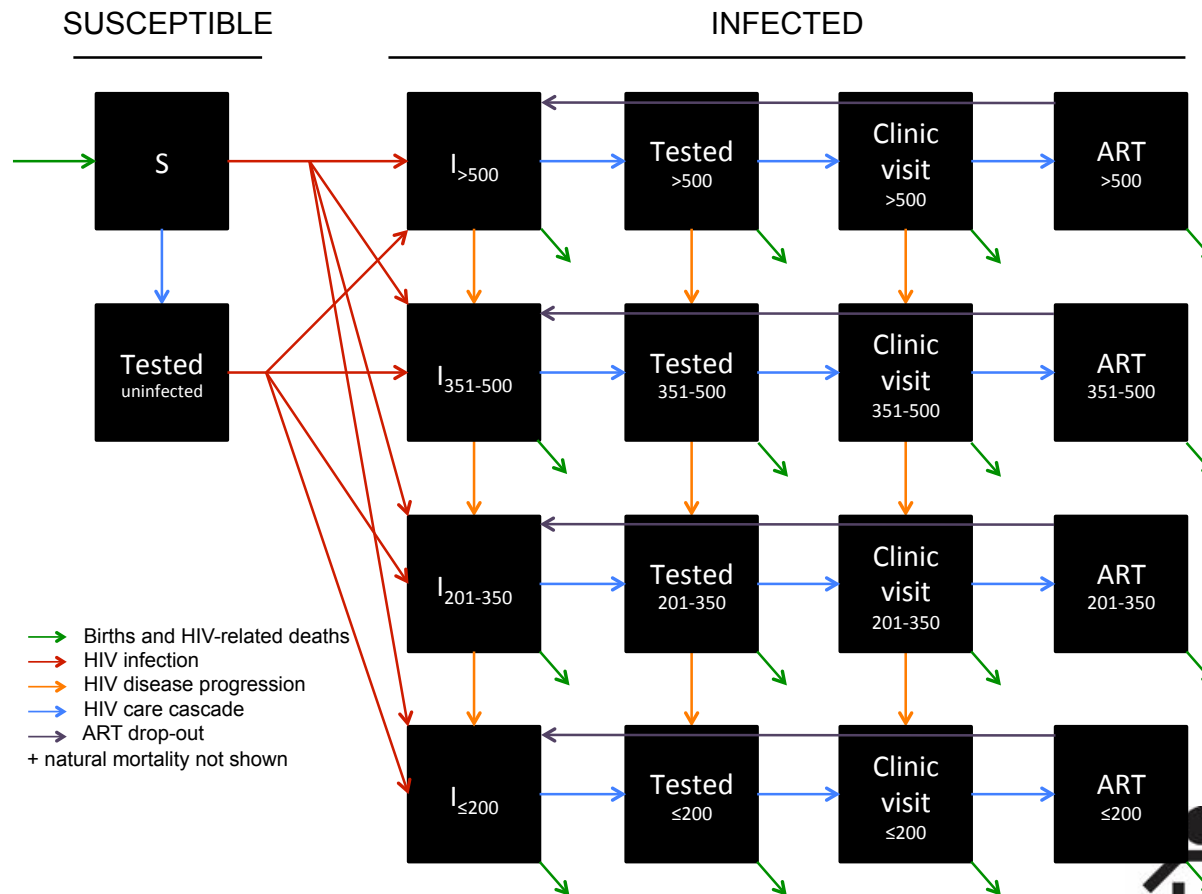 SUSCEPTIBLE
INFECTED
S
I>500
Tested
>500
Clinic
visit
>500
ART
>500
Tested
uninfected
I351-500
Tested
351-500
Clinic
visit
351-500
ART
351-500
I201-350
Tested
201-350
Clinic
visit
201-350
ART
201-350
I≤200
Tested
≤200
Clinic
visit
≤200
ART
≤200
Births and HIV-related deaths
HIV infection
HIV disease progression
HIV care cascade
ART drop-out
+ natural mortality not shown